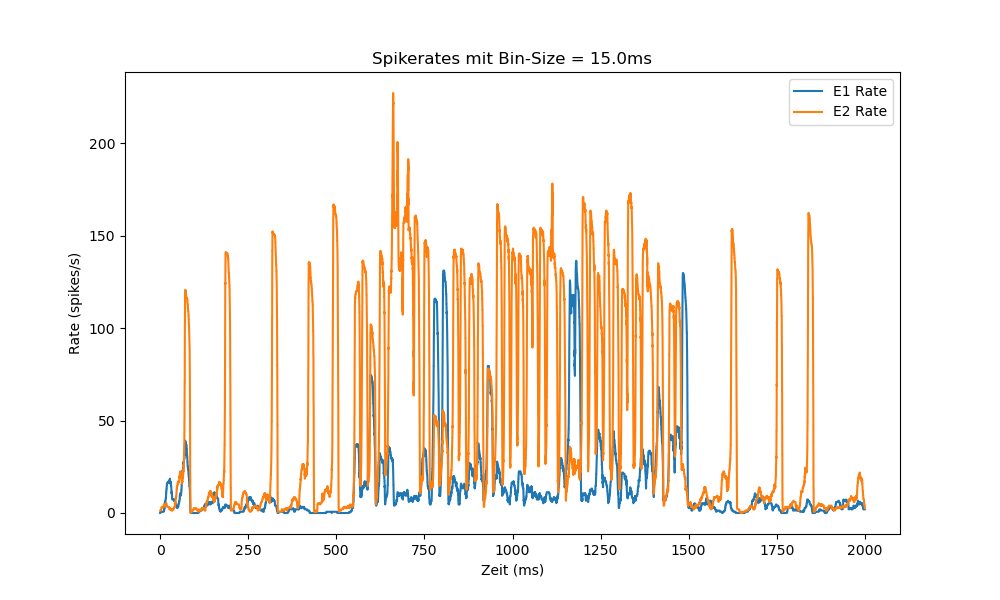 Spikerates mit Bin-Size = 15.0ms
E1 Rate
E2 Rate
Rate (spikes/s)
200
150
100
50
0
0 250 500 750 1000 1250 1500 1750 2000
Zeit (ms)